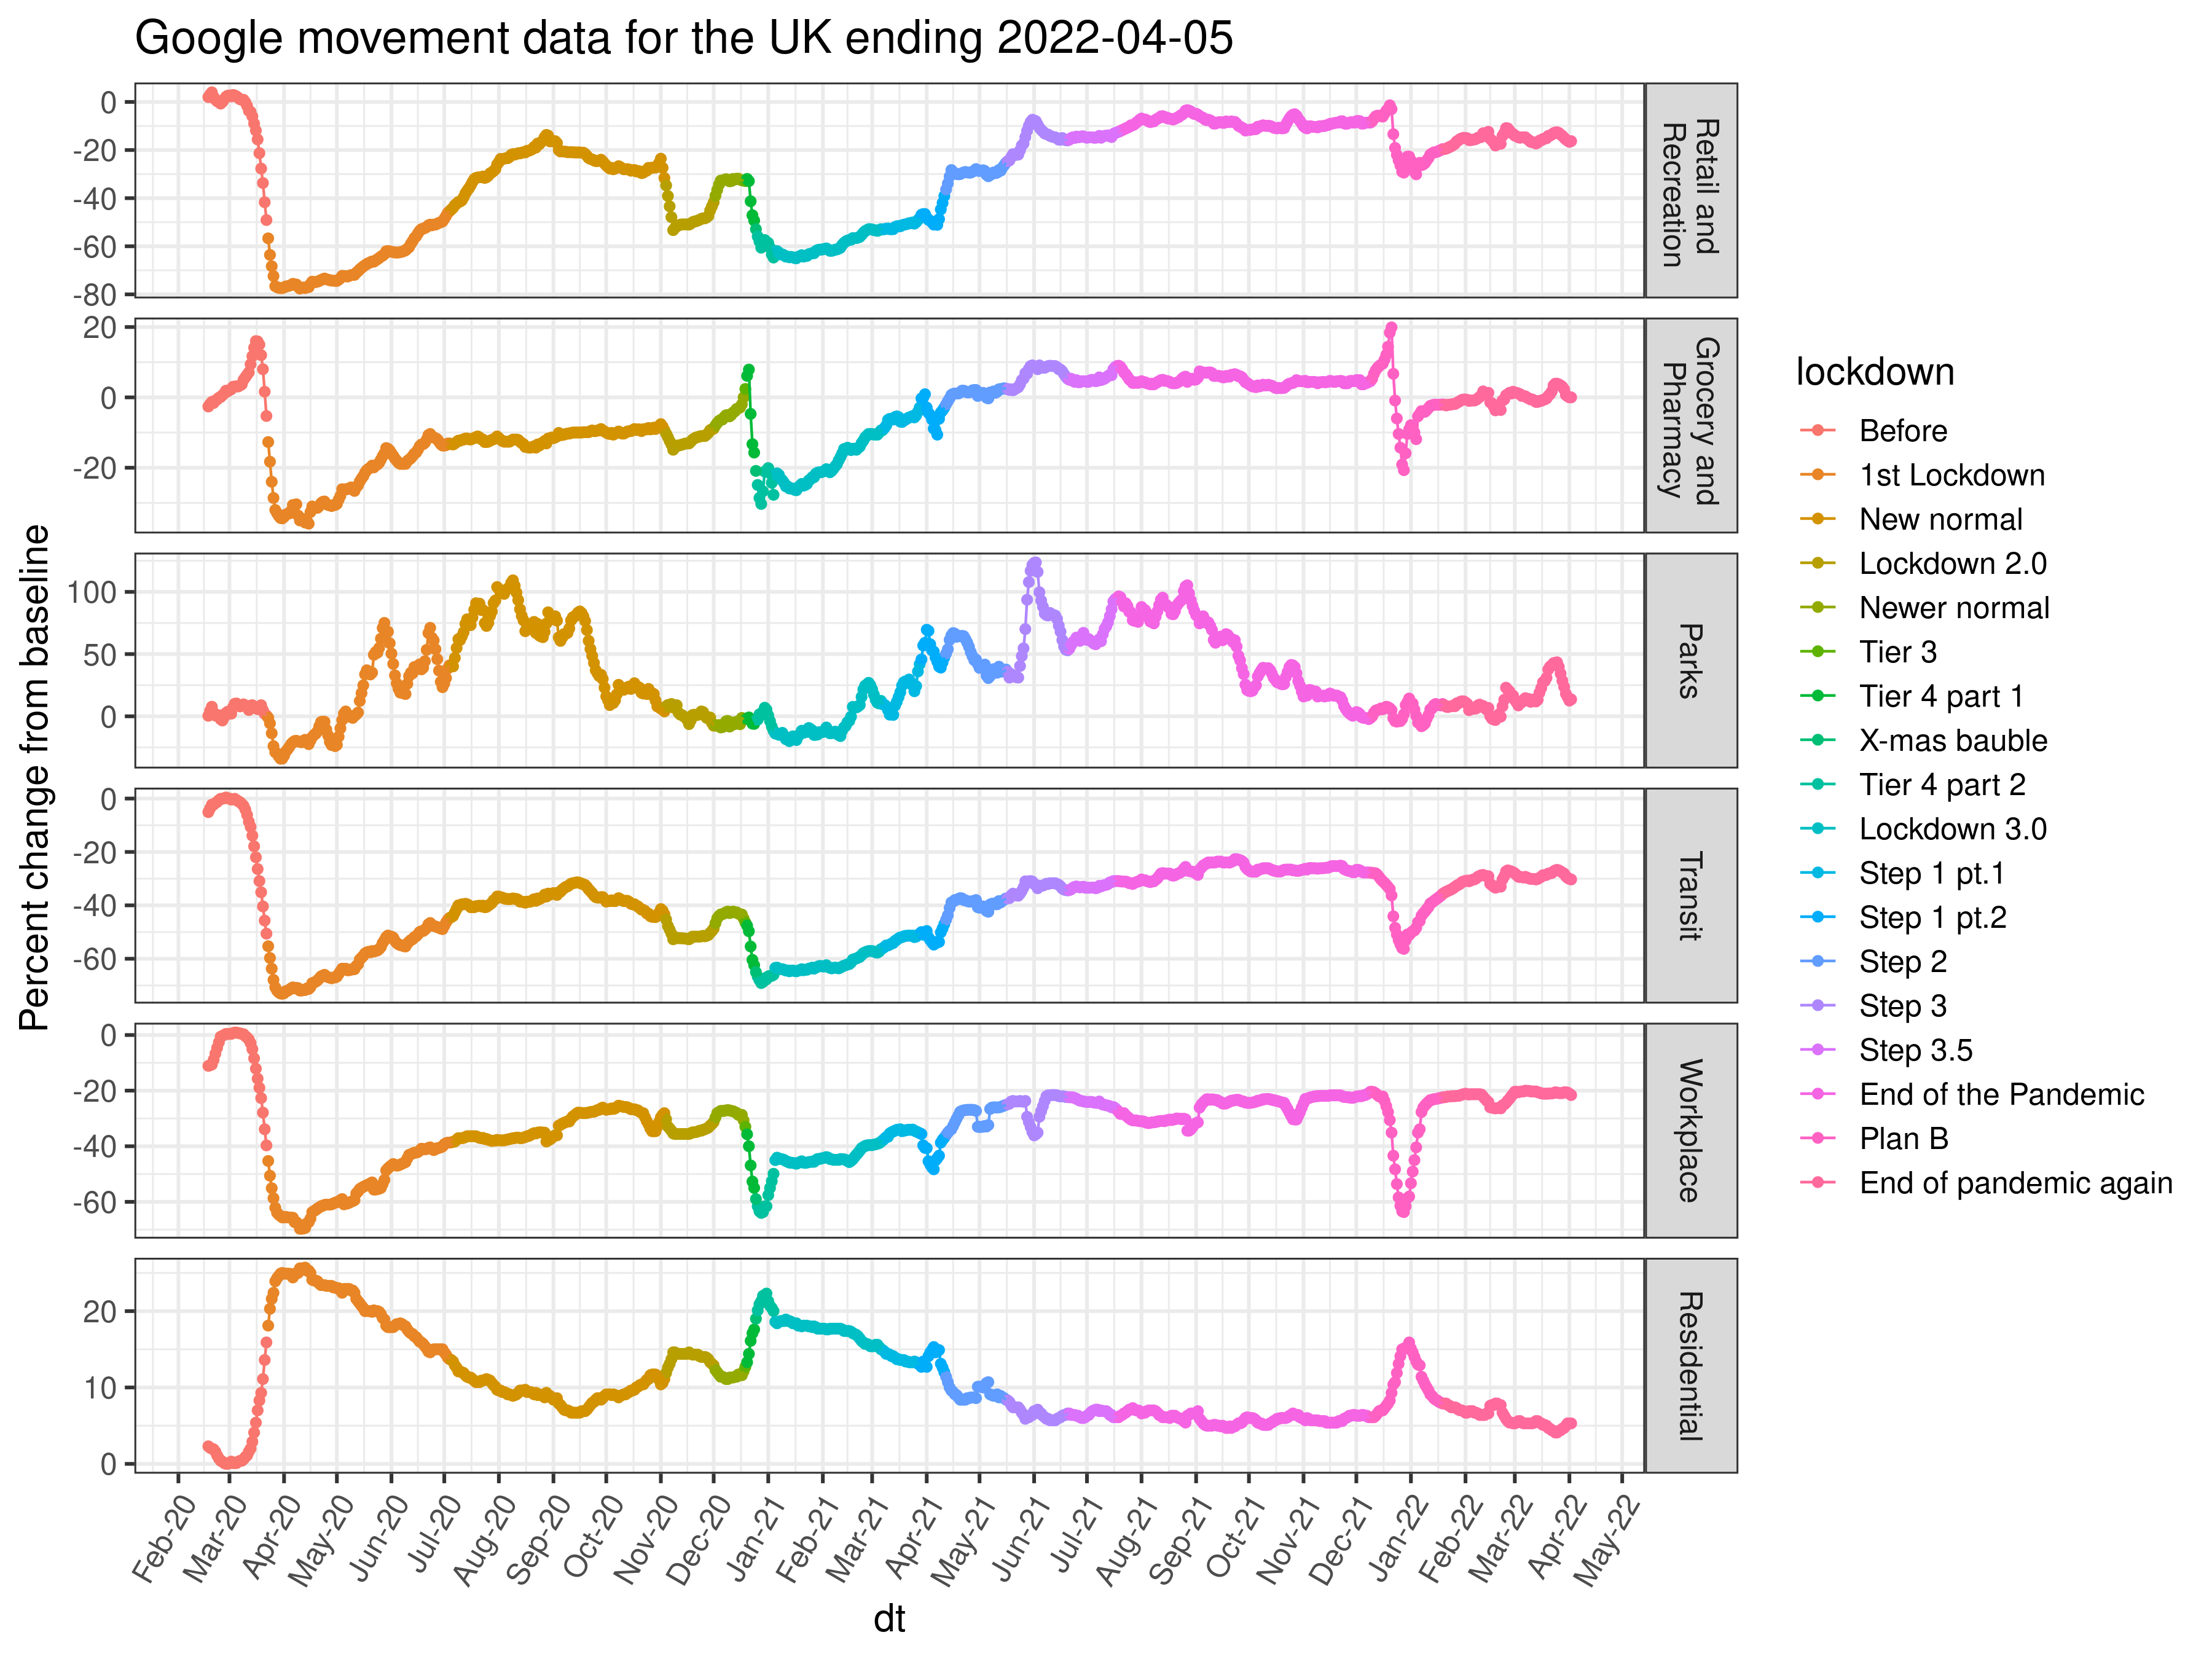 Google movement data for the UK ending 2022-04-05
Percent change from baseline
0
-20
-40
-60
-80
Retail and
Recreation
20
0
-20
Grocery and
Pharmacy
100
50
0
Parks
0
-20
-40
-60
Transit
0
-20
-40
-60
Workplace
20
10
0
Residential
Feb-20
Mar-20
Apr-20
May-20
Jun-20
Jul-20
Aug-20
Sep-20
Oct-20
Nov-20
Dec-20
Jan-21
Feb-21
Mar-21
Apr-21
May-21
Jun-21
Jul-21
Aug-21
Sep-21
Oct-21
Nov-21
Dec-21
Jan-22
Feb-22
Mar-22
Apr-22
May-22
dt
lockdown
Before
1st Lockdown
New normal
Lockdown 2.0
Newer normal
Tier 3
Tier 4 part 1
X-mas bauble
Tier 4 part 2
Lockdown 3.0
Step 1 pt.1
Step 1 pt.2
Step 2
Step 3
Step 3.5
End of the Pandemic
Plan B
End of pandemic again